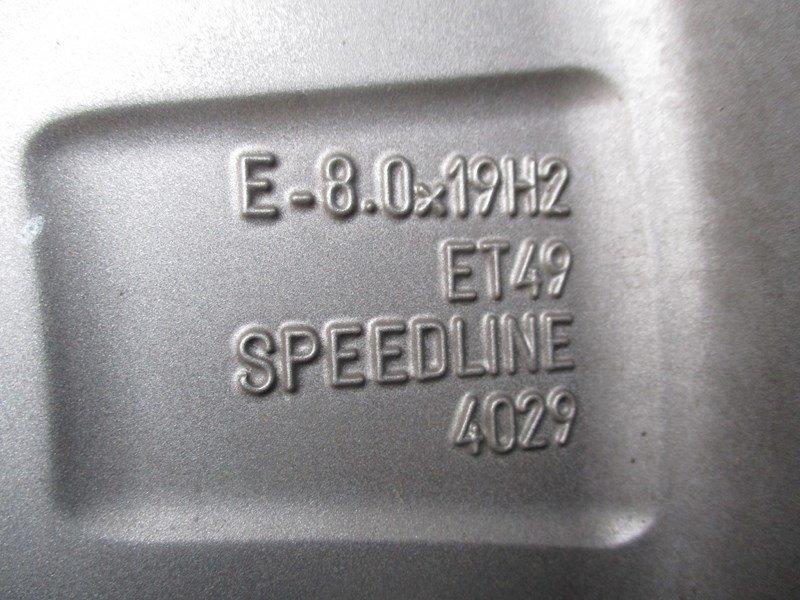 E-8.0x19H2
ET49
SPEEDLINE
4029